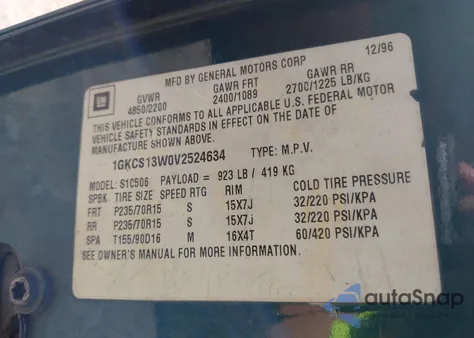 MFD BY GENERAL MOTORS CORP 12/96
GM GVWR GAWR FRT GAWR RR
4850/2200 2400/1089 2700/1225 LB/KG
THIS VEHICLE CONFORMS TO ALL APPLICABLE U.S. FEDERAL MOTOR
VEHICLE SAFETY STANDARDS IN EFFECT ON THE DATE OF
MANUFACTURE SHOWN ABOVE.
1GKCS13W0V2524634 TYPE: M.P.V.
MODEL: S1C506 PAYLOAD = 923 LB / 419 KG
SPBK TIRE SIZE SPEED RTG RIM COLD TIRE PRESSURE
FRT P235/70R15 S 15X7J 32/220 PSI/KPA
RR P235/70R15 S 15X7J 32/220 PSI/KPA
SPA T155/90D16 M 16X4T 60/420 PSI/KPA
SEE OWNER'S MANUAL FOR MORE INFORMATION.
autoSnap